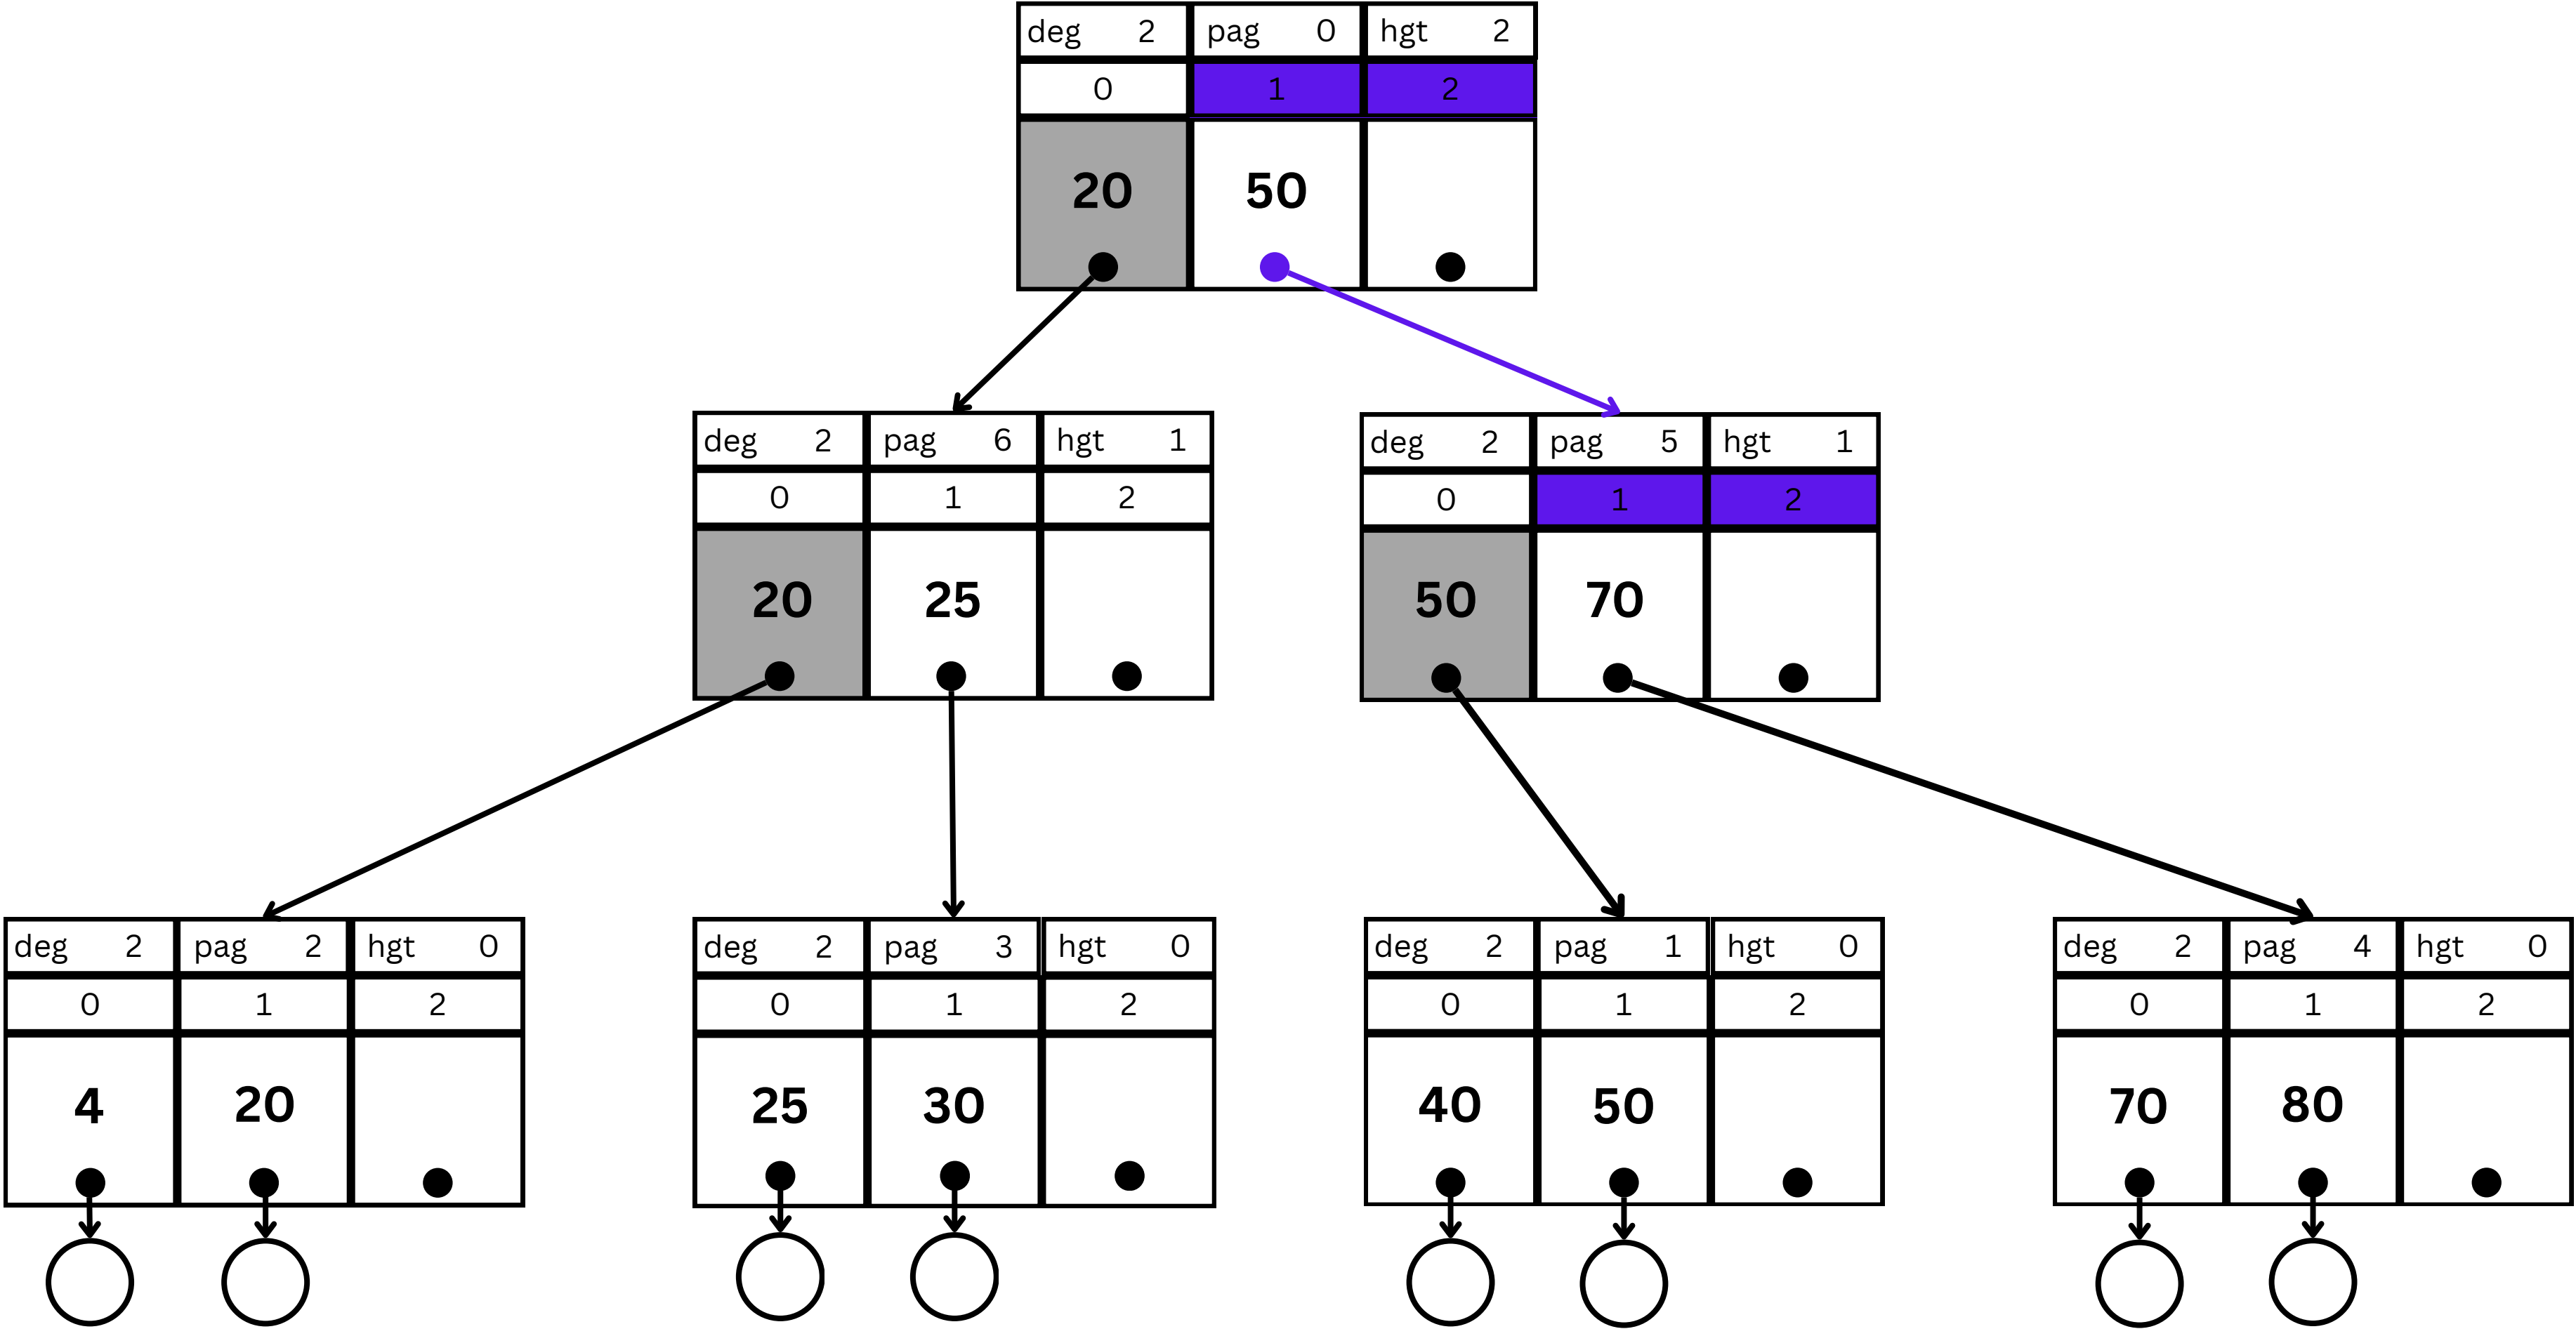 deg 2 pag 0 hgt 2
0 1 2
20 50
deg 2 pag 6 hgt 1
0 1 2
20 25
deg 2 pag 5 hgt 1
0 1 2
50 70
deg 2 pag 2 hgt 0
0 1 2
4 20
deg 2 pag 3 hgt 0
0 1 2
25 30
deg 2 pag 1 hgt 0
0 1 2
40 50
deg 2 pag 4 hgt 0
0 1 2
70 80